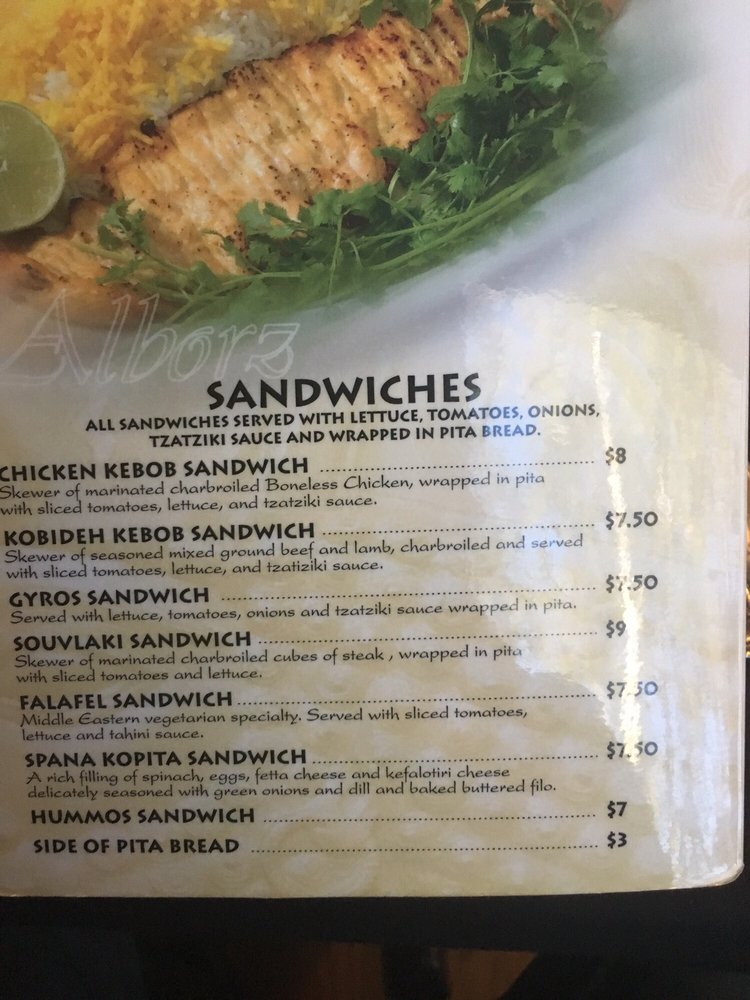 Alborz
SANDWICHES
ALL SANDWICHES SERVED WITH LETTUCE, TOMATOES, ONIONS,
TZATZIKI SAUCE AND WRAPPED IN PITA BREAD.
CHICKEN KEBOB SANDWICH ........ $8
Skewer of marinated charbroiled Boneless Chicken, wrapped in pita
with sliced tomatoes, lettuce, and tzatziki sauce.
KOBIDEH KEBOB SANDWICH ........ $7.50
Skewer of seasoned mixed ground beef and lamb, charbroiled and served
with sliced tomatoes, lettuce, and tzatiziki sauce.
GYROS SANDWICH ........ $7.50
Served with lettuce, tomatoes, onions and tzatziki sauce wrapped in pita.
SOUVLAKI SANDWICH ........ $9
Skewer of marinated charbroiled cubes of steak , wrapped in pita
with sliced tomatoes and lettuce.
FALAFEL SANDWICH ........ $7.50
Middle Eastern vegetarian specialty. Served with sliced tomatoes,
lettuce and tahini sauce.
SPANA KOPITA SANDWICH ........ $7.50
A rich filling of spinach, eggs, fetta cheese and kefalotiri cheese
delicately seasoned with green onions and dill and baked buttered filo.
HUMMOS SANDWICH ........ $7
SIDE OF PITA BREAD ........ $3